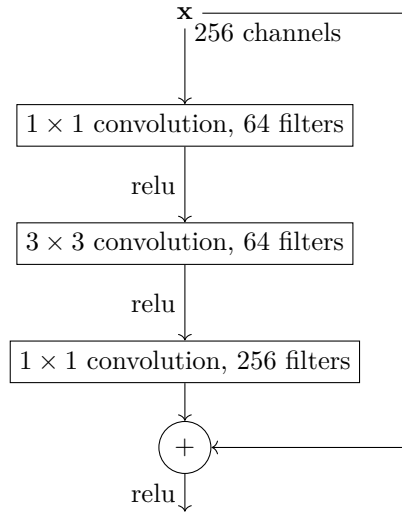 x
256 channels
1 × 1 convolution, 64 filters
relu
3 × 3 convolution, 64 filters
relu
1 × 1 convolution, 256 filters
+
relu